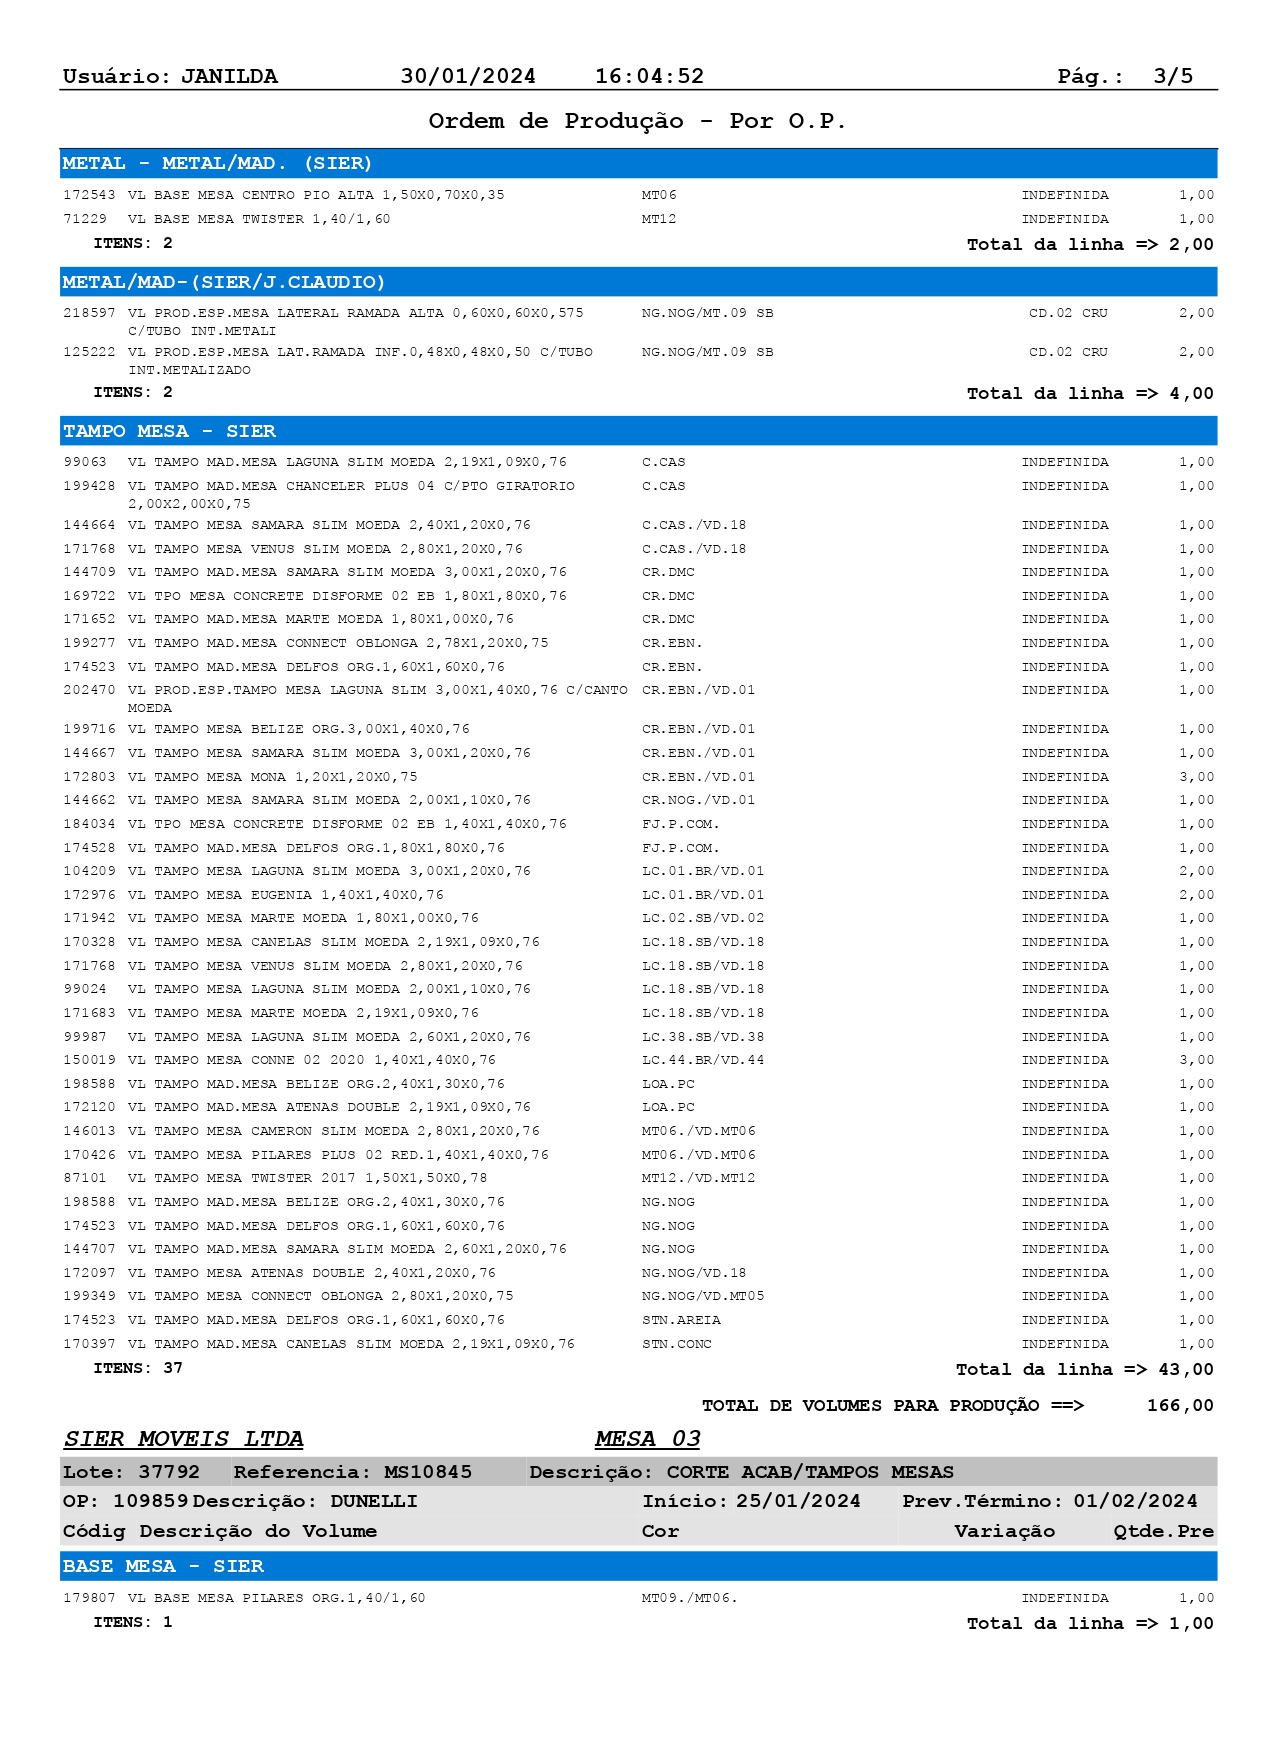 Usuário: JANILDA 30/01/2024 16:04:52 Pág.: 3/5
Ordem de Produção - Por O.P.
METAL - METAL/MAD. (SIER)
172543 VL BASE MESA CENTRO PIO ALTA 1,50X0,70X0,35 MT06 INDEFINIDA 1,00
71229 VL BASE MESA TWISTER 1,40/1,60 MT12 INDEFINIDA 1,00
ITENS: 2 Total da linha => 2,00
METAL/MAD-(SIER/J.CLAUDIO)
218597 VL PROD.ESP.MESA LATERAL RAMADA ALTA 0,60X0,60X0,575 NG.NOG/MT.09 SB CD.02 CRU 2,00
C/TUBO INT.METALI
125222 VL PROD.ESP.MESA LAT.RAMADA INF.0,48X0,48X0,50 C/TUBO NG.NOG/MT.09 SB CD.02 CRU 2,00
INT.METALIZADO
ITENS: 2 Total da linha => 4,00
TAMPO MESA - SIER
99063 VL TAMPO MAD.MESA LAGUNA SLIM MOEDA 2,19X1,09X0,76 C.CAS INDEFINIDA 1,00
199428 VL TAMPO MAD.MESA CHANCELER PLUS 04 C/PTO GIRATORIO C.CAS INDEFINIDA 1,00
2,00X2,00X0,75
144664 VL TAMPO MESA SAMARA SLIM MOEDA 2,40X1,20X0,76 C.CAS./VD.18 INDEFINIDA 1,00
171768 VL TAMPO MESA VENUS SLIM MOEDA 2,80X1,20X0,76 C.CAS./VD.18 INDEFINIDA 1,00
144709 VL TAMPO MAD.MESA SAMARA SLIM MOEDA 3,00X1,20X0,76 CR.DMC INDEFINIDA 1,00
169722 VL TPO MESA CONCRETE DISFORME 02 EB 1,80X1,80X0,76 CR.DMC INDEFINIDA 1,00
171652 VL TAMPO MAD.MESA MARTE MOEDA 1,80X1,00X0,76 CR.DMC INDEFINIDA 1,00
199277 VL TAMPO MAD.MESA CONNECT OBLONGA 2,78X1,20X0,75 CR.EBN. INDEFINIDA 1,00
174523 VL TAMPO MAD.MESA DELFOS ORG.1,60X1,60X0,76 CR.EBN. INDEFINIDA 1,00
202470 VL PROD.ESP.TAMPO MESA LAGUNA SLIM 3,00X1,40X0,76 C/CANTO CR.EBN./VD.01 INDEFINIDA 1,00
MOEDA
199716 VL TAMPO MESA BELIZE ORG.3,00X1,40X0,76 CR.EBN./VD.01 INDEFINIDA 1,00
144667 VL TAMPO MESA SAMARA SLIM MOEDA 3,00X1,20X0,76 CR.EBN./VD.01 INDEFINIDA 1,00
172803 VL TAMPO MESA MONA 1,20X1,20X0,75 CR.EBN./VD.01 INDEFINIDA 3,00
144662 VL TAMPO MESA SAMARA SLIM MOEDA 2,00X1,10X0,76 CR.NOG./VD.01 INDEFINIDA 1,00
184034 VL TPO MESA CONCRETE DISFORME 02 EB 1,40X1,40X0,76 FJ.P.COM. INDEFINIDA 1,00
174528 VL TAMPO MAD.MESA DELFOS ORG.1,80X1,80X0,76 FJ.P.COM. INDEFINIDA 1,00
104209 VL TAMPO MESA LAGUNA SLIM MOEDA 3,00X1,20X0,76 LC.01.BR/VD.01 INDEFINIDA 2,00
172976 VL TAMPO MESA EUGENIA 1,40X1,40X0,76 LC.01.BR/VD.01 INDEFINIDA 2,00
171942 VL TAMPO MESA MARTE MOEDA 1,80X1,00X0,76 LC.02.SB/VD.02 INDEFINIDA 1,00
170328 VL TAMPO MESA CANELAS SLIM MOEDA 2,19X1,09X0,76 LC.18.SB/VD.18 INDEFINIDA 1,00
171768 VL TAMPO MESA VENUS SLIM MOEDA 2,80X1,20X0,76 LC.18.SB/VD.18 INDEFINIDA 1,00
99024 VL TAMPO MESA LAGUNA SLIM MOEDA 2,00X1,10X0,76 LC.18.SB/VD.18 INDEFINIDA 1,00
171683 VL TAMPO MESA MARTE MOEDA 2,19X1,09X0,76 LC.18.SB/VD.18 INDEFINIDA 1,00
99987 VL TAMPO MESA LAGUNA SLIM MOEDA 2,60X1,20X0,76 LC.38.SB/VD.38 INDEFINIDA 1,00
150019 VL TAMPO MESA CONNE 02 2020 1,40X1,40X0,76 LC.44.BR/VD.44 INDEFINIDA 3,00
198588 VL TAMPO MAD.MESA BELIZE ORG.2,40X1,30X0,76 LOA.PC INDEFINIDA 1,00
172120 VL TAMPO MAD.MESA ATENAS DOUBLE 2,19X1,09X0,76 LOA.PC INDEFINIDA 1,00
146013 VL TAMPO MESA CAMERON SLIM MOEDA 2,80X1,20X0,76 MT06./VD.MT06 INDEFINIDA 1,00
170426 VL TAMPO MESA PILARES PLUS 02 RED.1,40X1,40X0,76 MT06./VD.MT06 INDEFINIDA 1,00
87101 VL TAMPO MESA TWISTER 2017 1,50X1,50X0,78 MT12./VD.MT12 INDEFINIDA 1,00
198588 VL TAMPO MAD.MESA BELIZE ORG.2,40X1,30X0,76 NG.NOG INDEFINIDA 1,00
174523 VL TAMPO MAD.MESA DELFOS ORG.1,60X1,60X0,76 NG.NOG INDEFINIDA 1,00
144707 VL TAMPO MAD.MESA SAMARA SLIM MOEDA 2,60X1,20X0,76 NG.NOG INDEFINIDA 1,00
172097 VL TAMPO MESA ATENAS DOUBLE 2,40X1,20X0,76 NG.NOG/VD.18 INDEFINIDA 1,00
199349 VL TAMPO MESA CONNECT OBLONGA 2,80X1,20X0,75 NG.NOG/VD.MT05 INDEFINIDA 1,00
174523 VL TAMPO MAD.MESA DELFOS ORG.1,60X1,60X0,76 STN.AREIA INDEFINIDA 1,00
170397 VL TAMPO MAD.MESA CANELAS SLIM MOEDA 2,19X1,09X0,76 STN.CONC INDEFINIDA 1,00
ITENS: 37 Total da linha => 43,00
TOTAL DE VOLUMES PARA PRODUÇÃO ==> 166,00
SIER MOVEIS LTDA MESA 03
Lote: 37792 Referencia: MS10845 Descrição: CORTE ACAB/TAMPOS MESAS
OP: 109859 Descrição: DUNELLI Início: 25/01/2024 Prev.Término: 01/02/2024
Códig Descrição do Volume Cor Variação Qtde.Pre
BASE MESA - SIER
179807 VL BASE MESA PILARES ORG.1,40/1,60 MT09./MT06. INDEFINIDA 1,00
ITENS: 1 Total da linha => 1,00